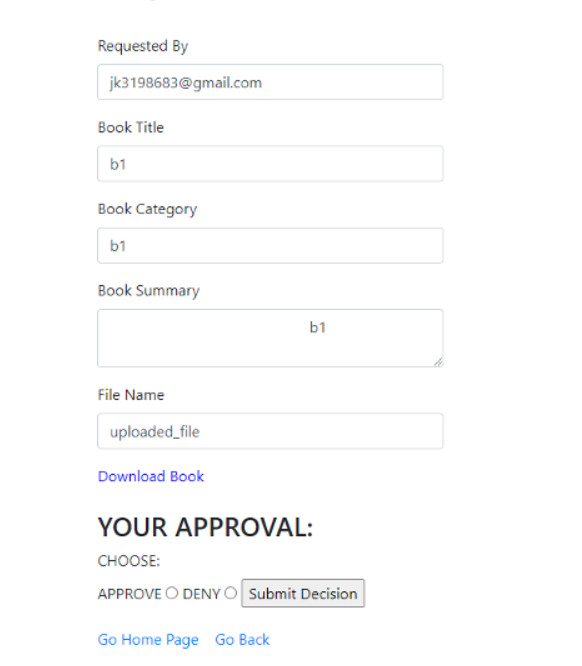 Requested By
jk3198683@gmail.com
Book Title
b1
Book Category
b1
Book Summary
b1
File Name
uploaded_file
Download Book
YOUR APPROVAL:
CHOOSE:
APPROVE DENY Submit Decision
Go Home Page Go Back